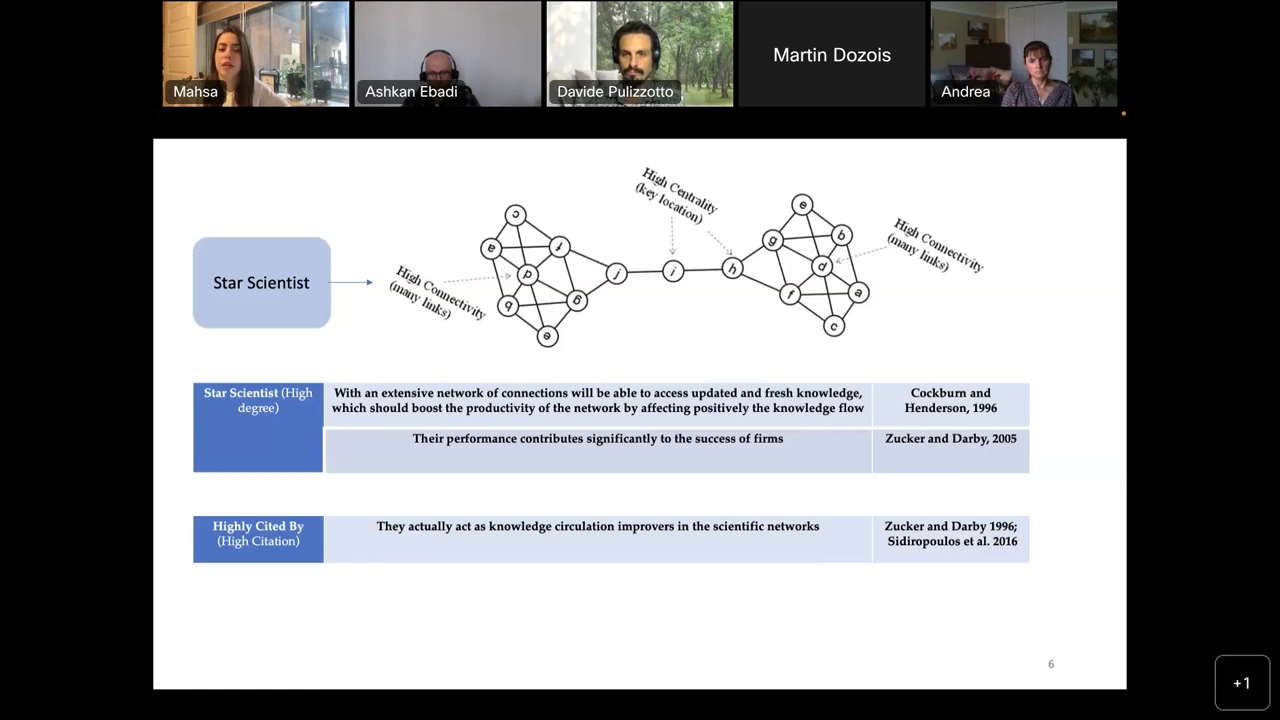 Mahsa
Ashkan Ebadi
Davide Pulizzotto
Martin Dozois
Andrea
High Centrality
(key location)
High Connectivity
(many links)
Star Scientist
High Connectivity
(many links)
c
a
f
d
b
g
e
j
i
h
e
g
b
d
f
a
c
Star Scientist (High
degree)
With an extensive network of connections will be able to access updated and fresh knowledge,
which should boost the productivity of the network by affecting positively the knowledge flow
Cockburn and
Henderson, 1996
Their performance contributes significantly to the success of firms
Zucker and Darby, 2005
Highly Cited By
(High Citation)
They actually act as knowledge circulation improvers in the scientific networks
Zucker and Darby 1996;
Sidiropoulos et al. 2016
6
+1